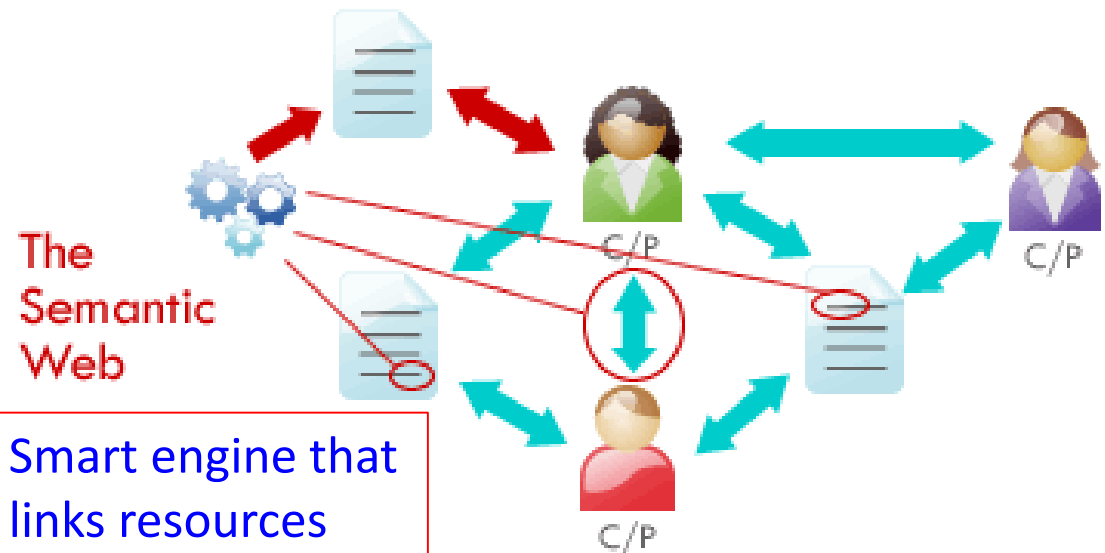 C/P
C/P
The
Semantic
Web
Smart engine that
links resources
C/P